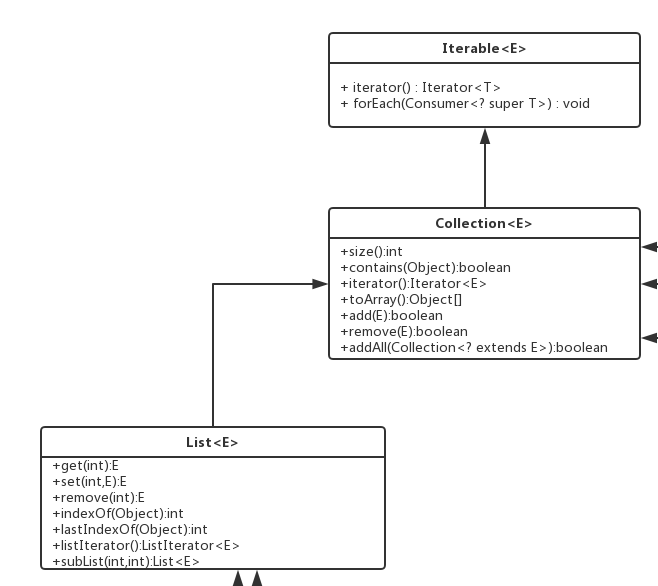 Iterable<E>
+ iterator() : Iterator<T>
+ forEach(Consumer<? super T>) : void
Collection<E>
+size():int
+contains(Object):boolean
+iterator():Iterator<E>
+toArray():Object[]
+add(E):boolean
+remove(E):boolean
+addAll(Collection<? extends E>):boolean
List<E>
+get(int):E
+set(int,E):E
+remove(int):E
+indexOf(Object):int
+lastIndexOf(Object):int
+listIterator():ListIterator<E>
+subList(int,int):List<E>